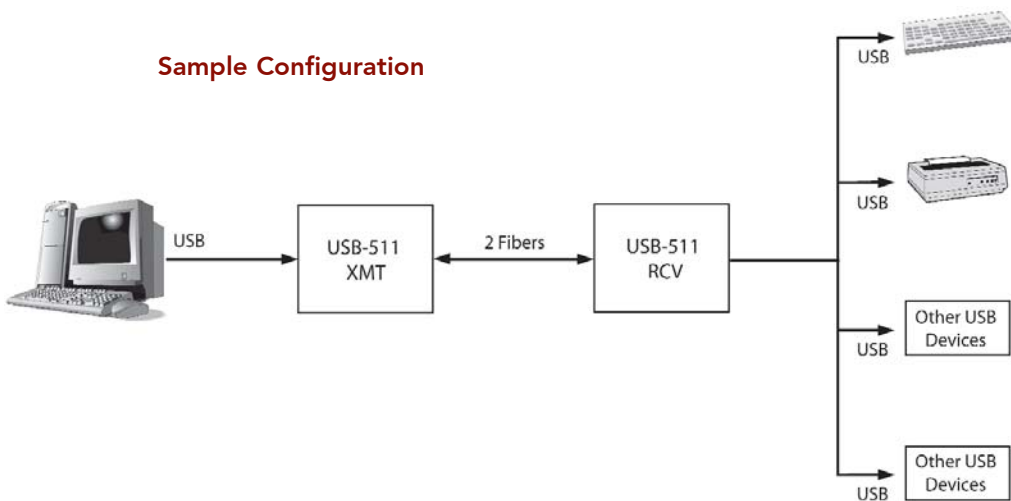 Sample Configuration
USB
USB-511
XMT
2 Fibers
USB-511
RCV
USB
USB
Other USB
Devices
USB
Other USB
Devices
USB